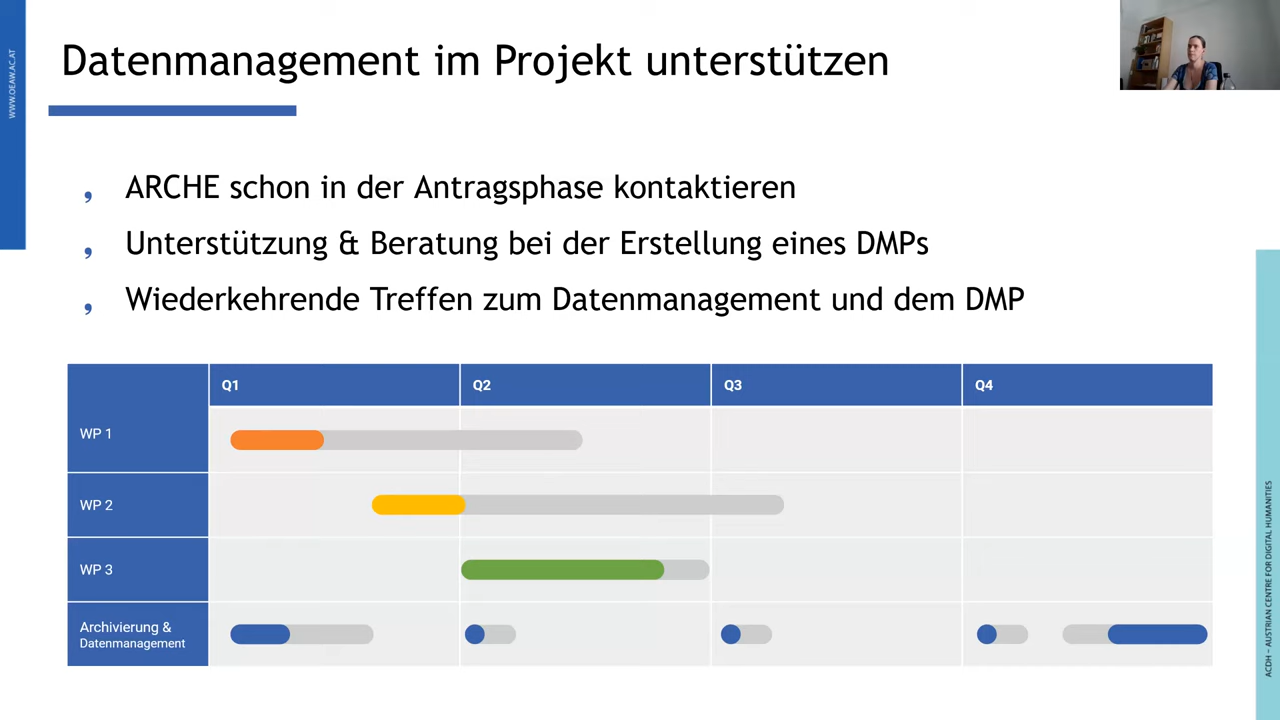 WWW.OEAW.AC.AT
Datenmanagement im Projekt unterstützen
, ARCHE schon in der Antragsphase kontaktieren
, Unterstützung & Beratung bei der Erstellung eines DMPs
, Wiederkehrende Treffen zum Datenmanagement und dem DMP
Q1 Q2 Q3 Q4
WP 1
WP 2
WP 3
Archivierung &
Datenmanagement
ACDH – AUSTRIAN CENTRE FOR DIGITAL HUMANITIES